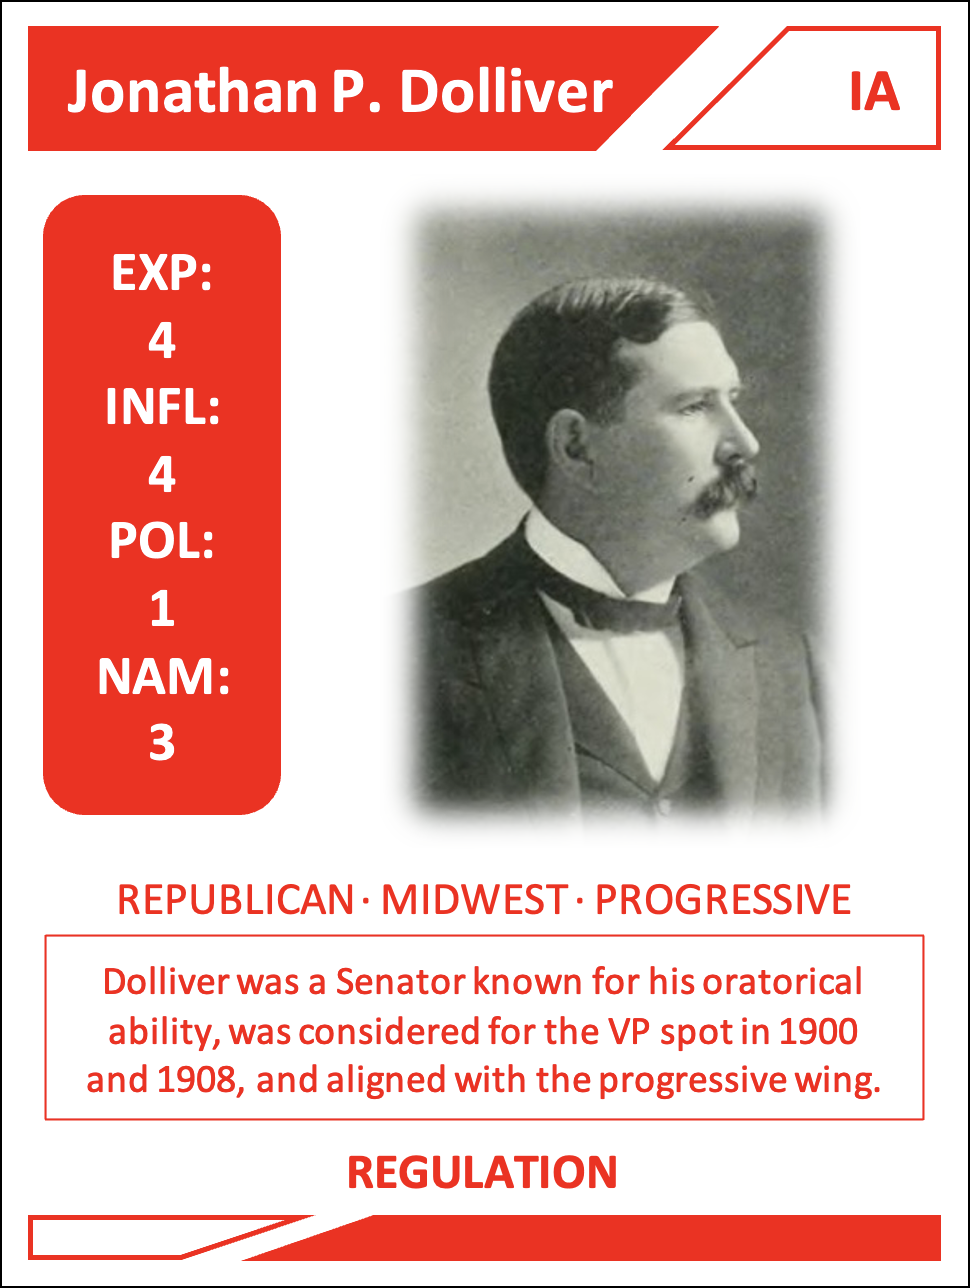 Jonathan P. Dolliver
IA
EXP:
4
INFL:
4
POL:
1
NAM:
3
REPUBLICAN · MIDWEST · PROGRESSIVE
Dolliver was a Senator known for his oratorical
ability, was considered for the VP spot in 1900
and 1908, and aligned with the progressive wing.
REGULATION